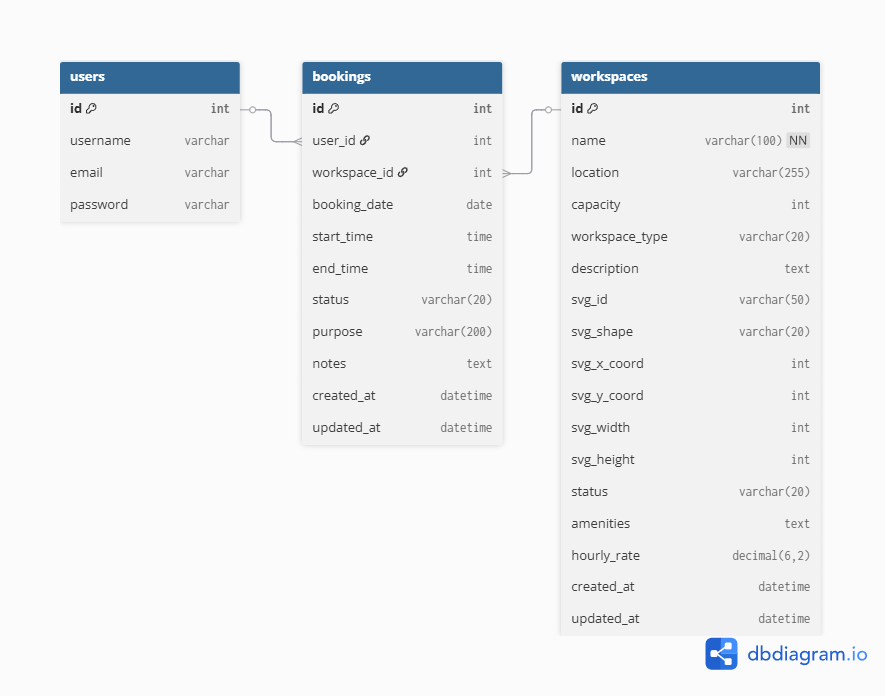 users
id int
username varchar
email varchar
password varchar
bookings
id int
user_id int
workspace_id int
booking_date date
start_time time
end_time time
status varchar(20)
purpose varchar(200)
notes text
created_at datetime
updated_at datetime
workspaces
id int
name varchar(100) NN
location varchar(255)
capacity int
workspace_type varchar(20)
description text
svg_id varchar(50)
svg_shape varchar(20)
svg_x_coord int
svg_y_coord int
svg_width int
svg_height int
status varchar(20)
amenities text
hourly_rate decimal(6,2)
created_at datetime
updated_at datetime
dbdiagram.io